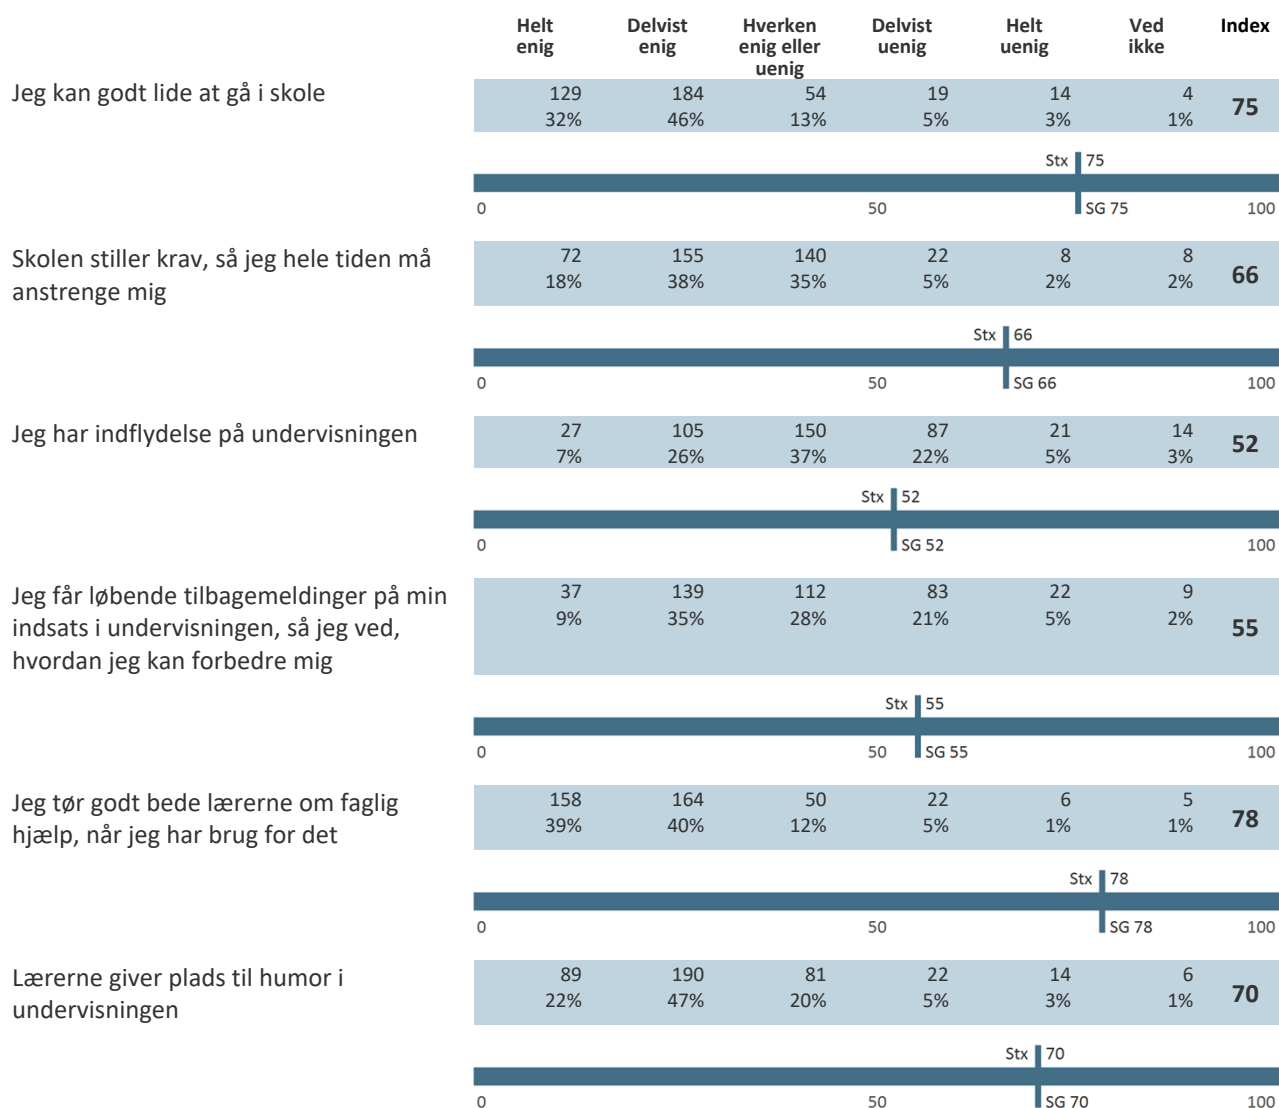 Helt enig Delvist enig Hverken enig eller uenig Delvist uenig Helt uenig Ved ikke Index
Jeg kan godt lide at gå i skole
129 184 54 19 14 4 75
32% 46% 13% 5% 3% 1%
Stx 75
0 50 SG 75 100
Skolen stiller krav, så jeg hele tiden må
anstrenge mig
72 155 140 22 8 8 66
18% 38% 35% 5% 2% 2%
Stx 66
0 50 SG 66 100
Jeg har indflydelse på undervisningen
27 105 150 87 21 14 52
7% 26% 37% 22% 5% 3%
Stx 52
0 SG 52 100
Jeg får løbende tilbagemeldinger på min
indsats i undervisningen, så jeg ved,
hvordan jeg kan forbedre mig
37 139 112 83 22 9 55
9% 35% 28% 21% 5% 2%
Stx 55
0 50 SG 55 100
Jeg tør godt bede lærerne om faglig
hjælp, når jeg har brug for det
158 164 50 22 6 5 78
39% 40% 12% 5% 1% 1%
Stx 78
0 50 SG 78 100
Lærerne giver plads til humor i
undervisningen
89 190 81 22 14 6 70
22% 47% 20% 5% 3% 1%
Stx 70
0 50 SG 70 100